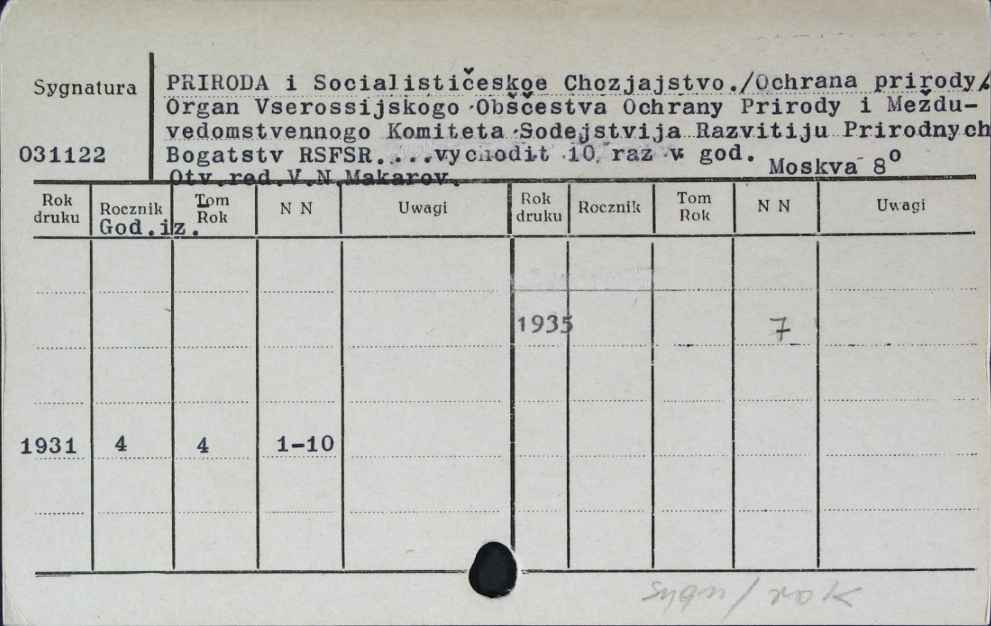 Sygnatura
031122
PRIRODA i Socialističeskoe Chozjajstvo./Ochrana prirody/
Organ Vserossijskogo Obščestva Ochrany Prirody i Meždu-
vedomstvennogo Komiteta Sodejstvija Razvitiju Prirodnych
Bogatstv RSFSR....vychodit 10 raz v god.
Moskva 8°
Otv.red.V.N.Makarov.
Rok druku Rocznik Tom Rok N N Uwagi Rok druku Rocznik Tom Rok N N Uwagi
God.iz.
1935 7
1931 4 4 1-10